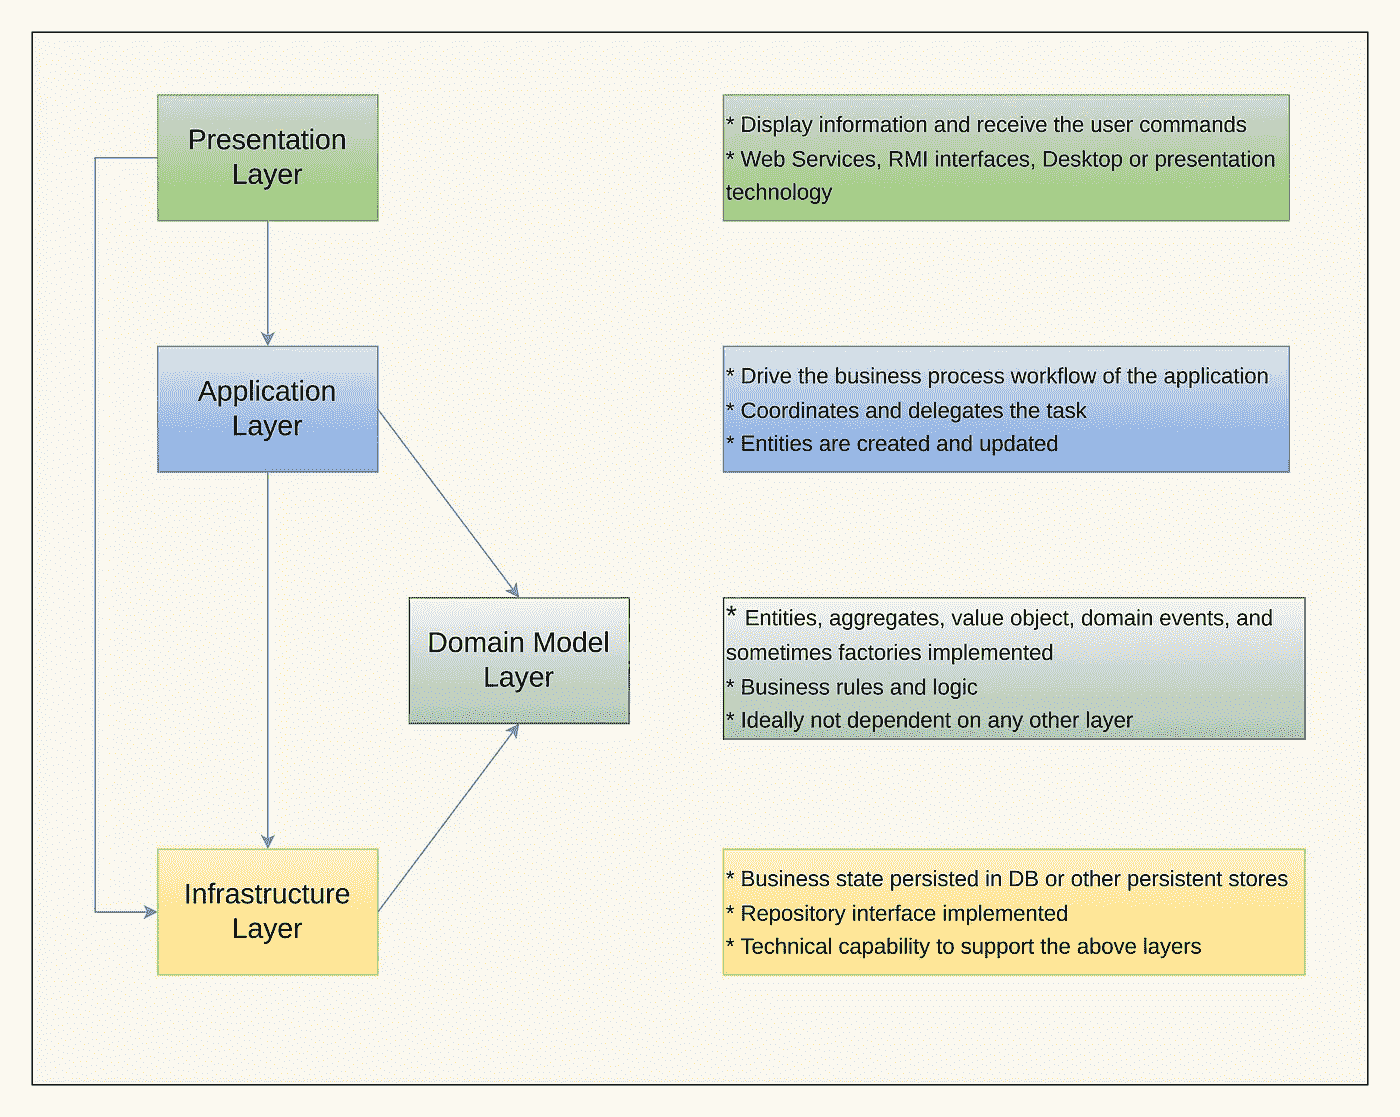 Presentation
Layer
* Display information and receive the user commands
* Web Services, RMI interfaces, Desktop or presentation
technology
Application
Layer
* Drive the business process workflow of the application
* Coordinates and delegates the task
* Entities are created and updated
Domain Model
Layer
* Entities, aggregates, value object, domain events, and
sometimes factories implemented
* Business rules and logic
* Ideally not dependent on any other layer
Infrastructure
Layer
* Business state persisted in DB or other persistent stores
* Repository interface implemented
* Technical capability to support the above layers